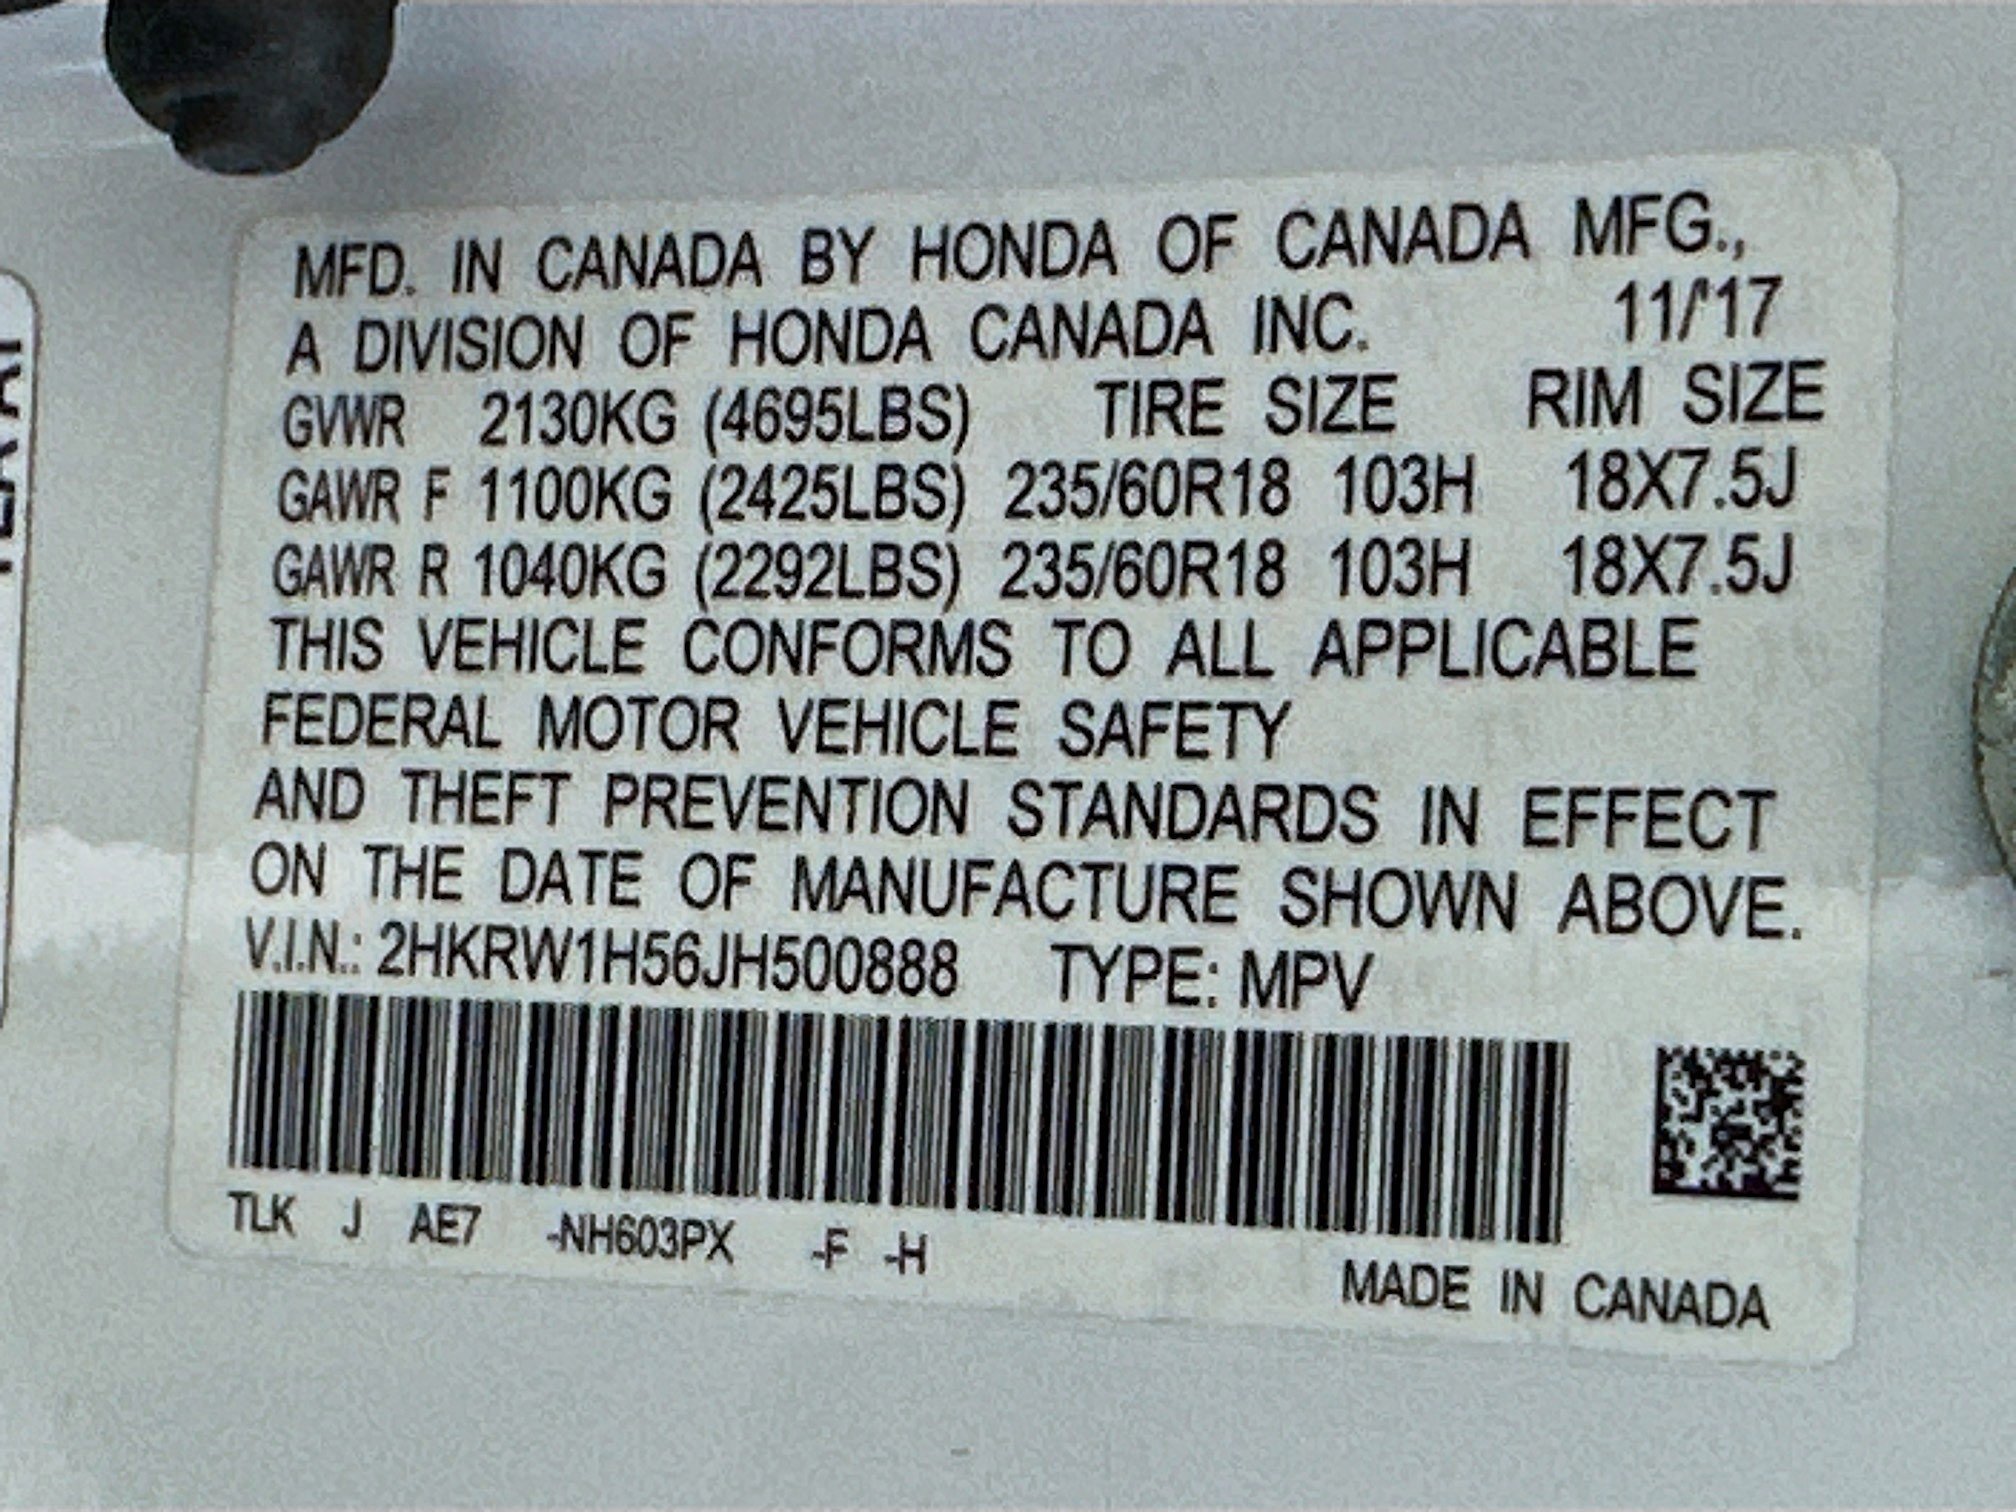 MFD. IN CANADA BY HONDA OF CANADA MFG.,
A DIVISION OF HONDA CANADA INC. 11/'17
GVWR 2130KG (4695LBS) TIRE SIZE RIM SIZE
GAWR F 1100KG (2425LBS) 235/60R18 103H 18X7.5J
GAWR R 1040KG (2292LBS) 235/60R18 103H 18X7.5J
THIS VEHICLE CONFORMS TO ALL APPLICABLE
FEDERAL MOTOR VEHICLE SAFETY
AND THEFT PREVENTION STANDARDS IN EFFECT
ON THE DATE OF MANUFACTURE SHOWN ABOVE.
V.I.N.: 2HKRW1H56JH500888 TYPE: MPV
TLK J AE7 -NH603PX -F -H
MADE IN CANADA